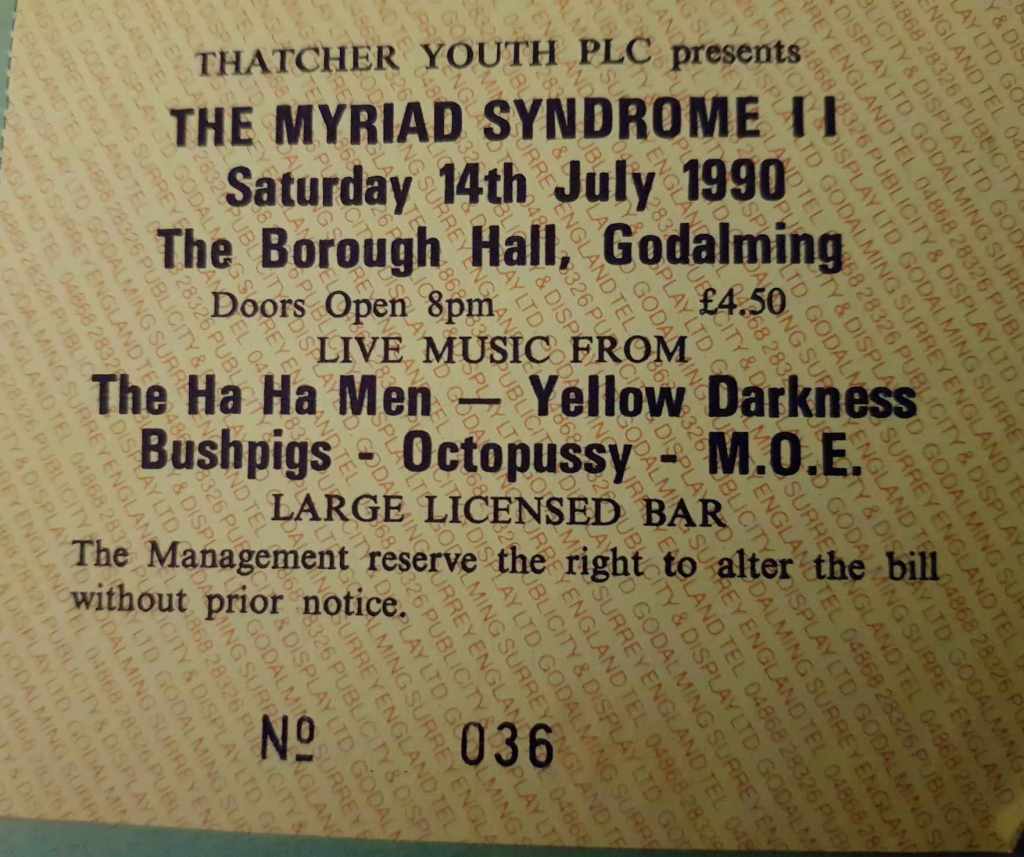 THATCHER YOUTH PLC presents
THE MYRIAD SYNDROME II
Saturday 14th July 1990
The Borough Hall, Godalming
Doors Open 8pm £4.50
LIVE MUSIC FROM
The Ha Ha Men — Yellow Darkness
Bushpigs - Octopussy - M.O.E.
LARGE LICENSED BAR
The Management reserve the right to alter the bill
without prior notice.
Nº 036